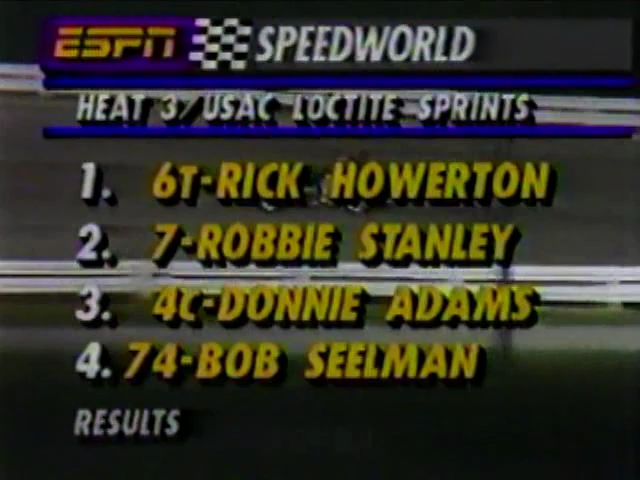 ESPN SPEEDWORLD
HEAT 3/USAC LOCTITE SPRINTS
1. 6T-RICK HOWERTON
2. 7-ROBBIE STANLEY
3. 4C-DONNIE ADAMS
4. 74-BOB SEELMAN
RESULTS